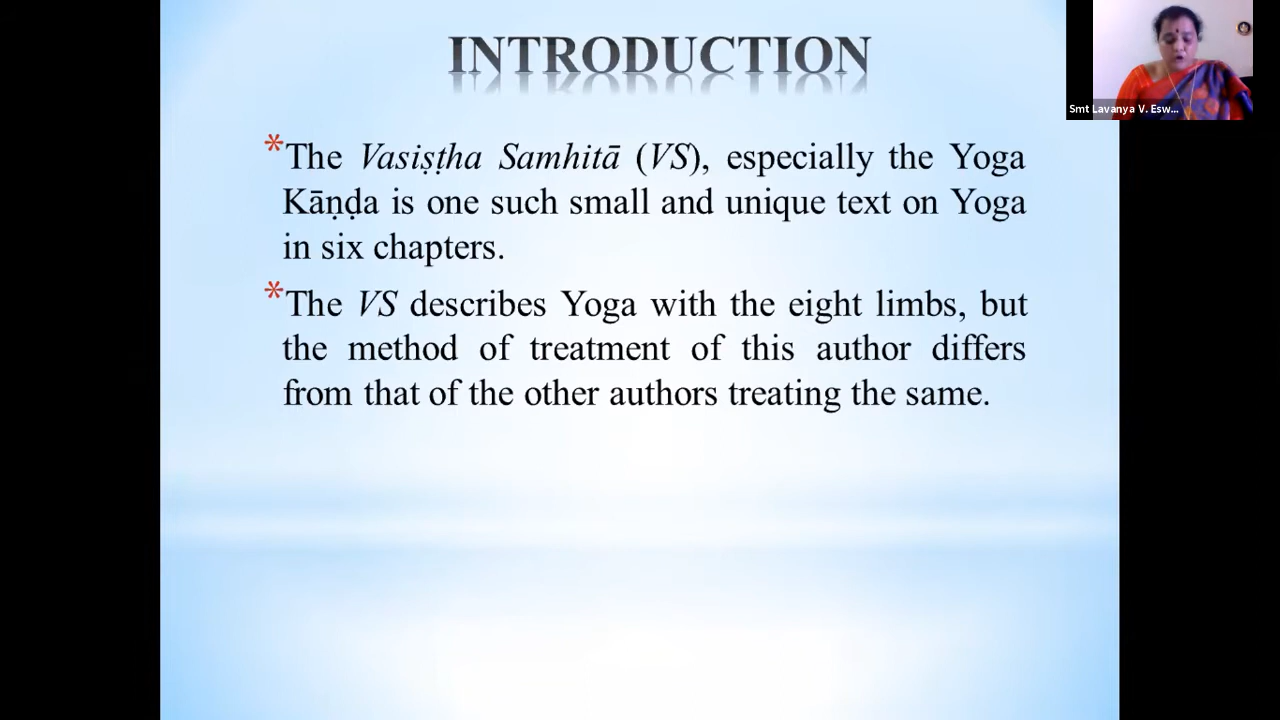 INTRODUCTION
*The Vasiṣṭha Samhitā (VS), especially the Yoga
Kāṇḍa is one such small and unique text on Yoga
in six chapters.
*The VS describes Yoga with the eight limbs, but
the method of treatment of this author differs
from that of the other authors treating the same.
Smt Lavanya V. Esw...